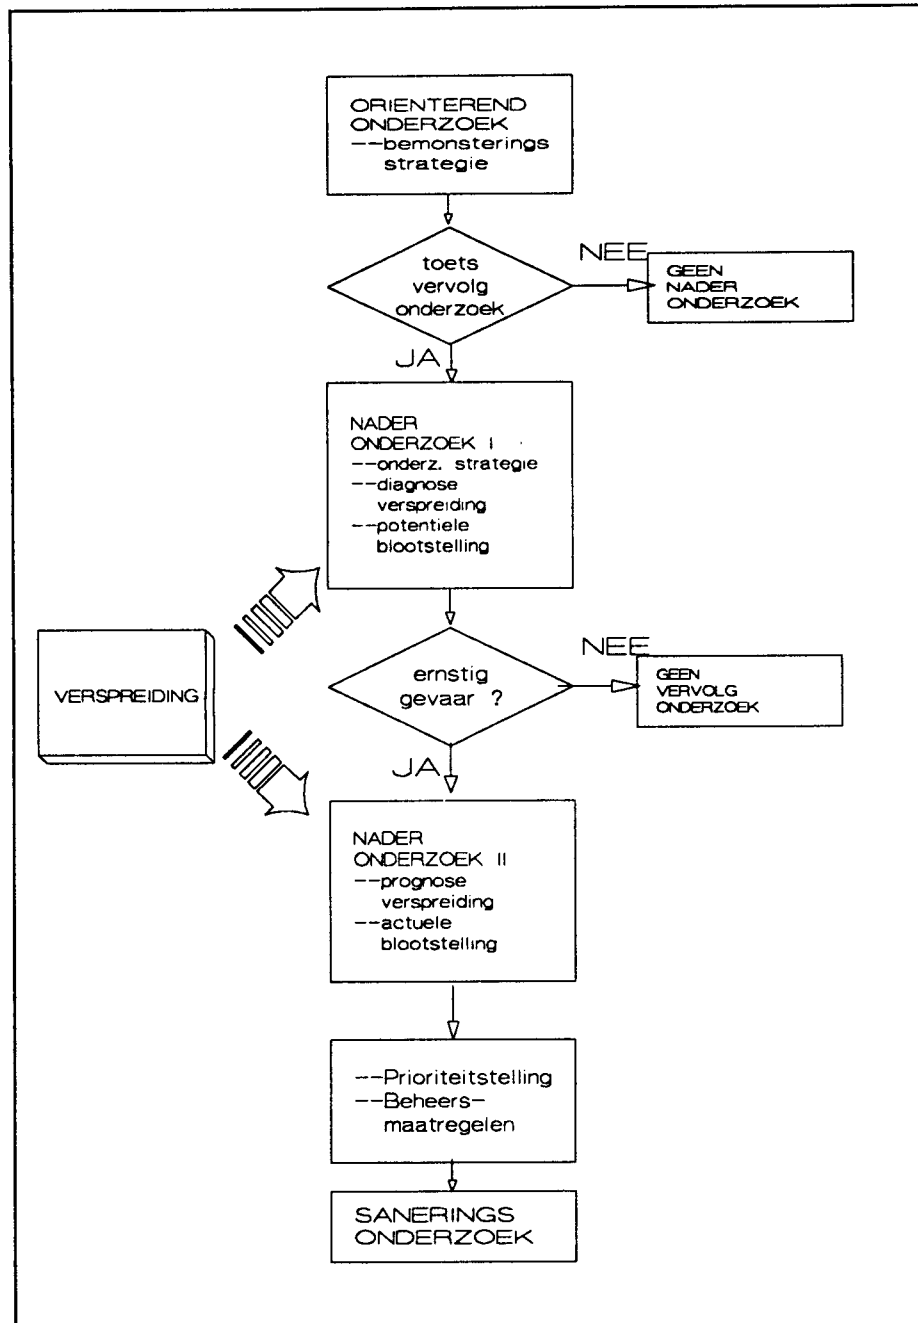 ORIENTEREND
ONDERZOEK
--bemonsterings
strategie
toets
vervolg
onderzoek
NEE
GEEN
NADER
ONDERZOEK
JA
NADER
ONDERZOEK I
--onderz. strategie
--diagnose
verspreiding
--potentiele
blootstelling
VERSPREIDING
ernstig
gevaar ?
NEE
GEEN
VERVOLG
ONDERZOEK
JA
NADER
ONDERZOEK II
--prognose
verspreiding
--actuele
blootstelling
--Prioriteitstelling
--Beheers-
maatregelen
SANERINGS
ONDERZOEK